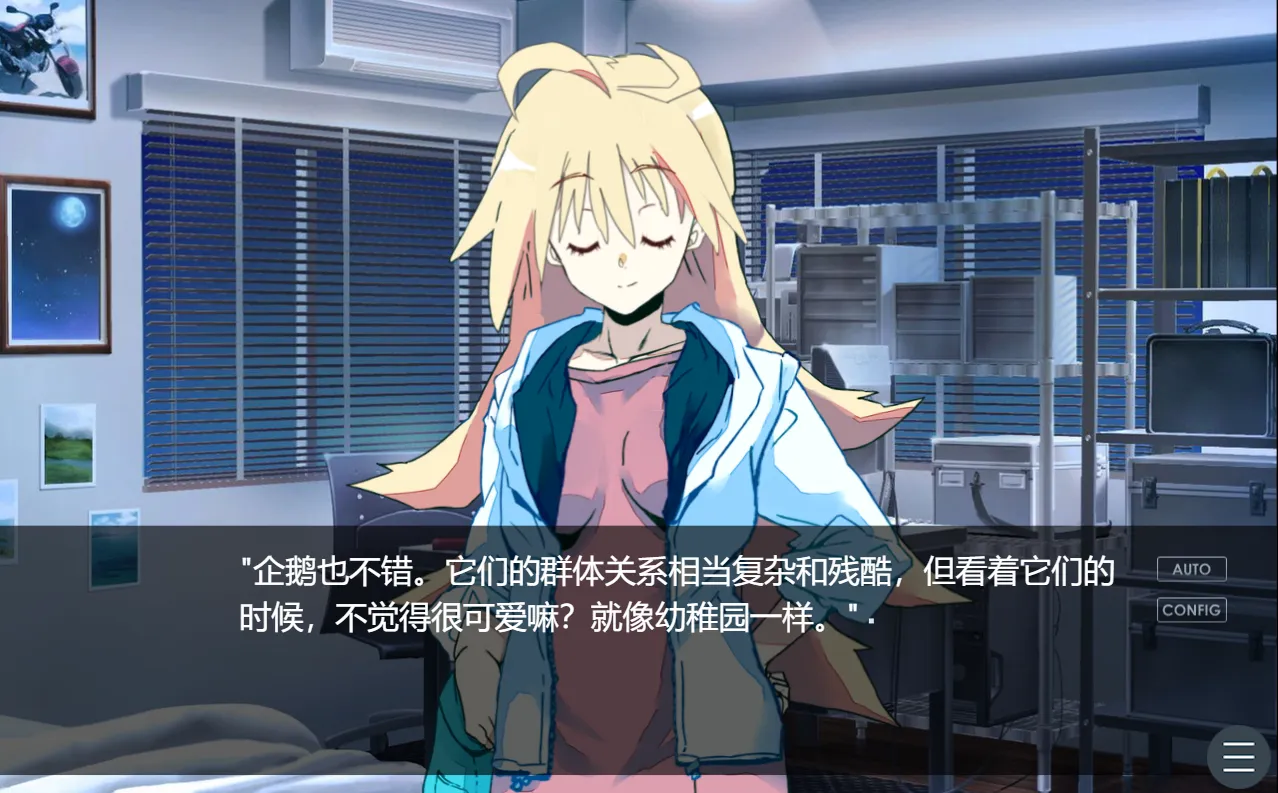 "企鹅也不错。它们的群体关系相当复杂和残酷，但看着它们的
时候，不觉得很可爱嘛？就像幼稚园一样。"
AUTO
CONFIG